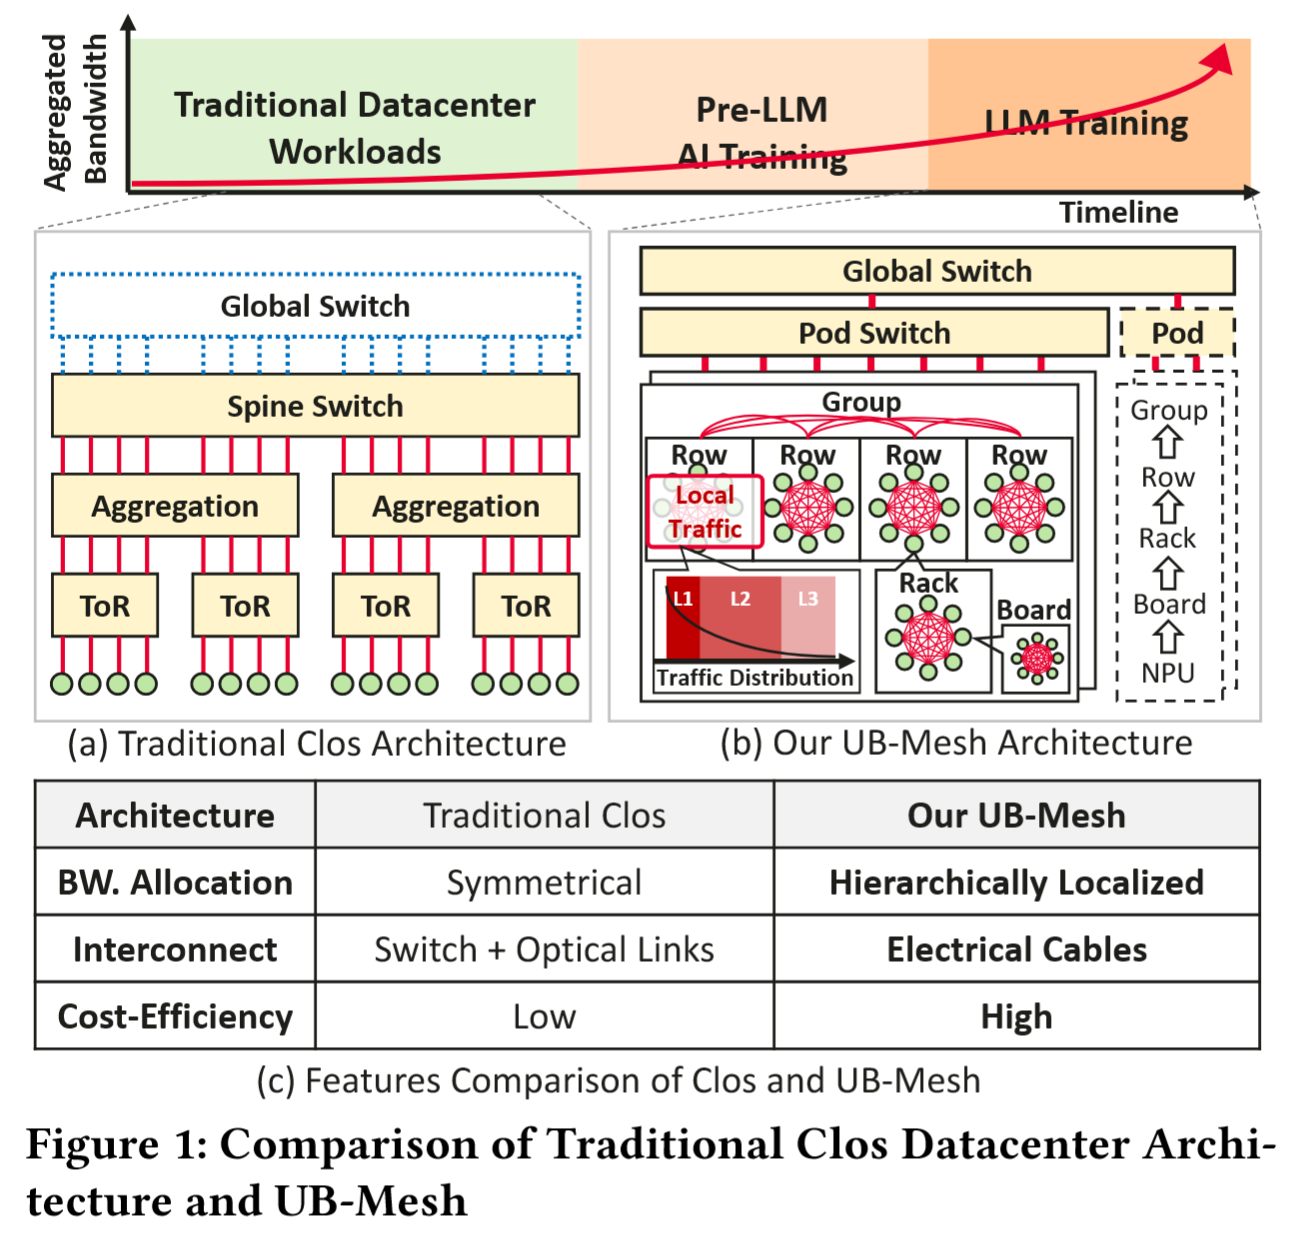 Aggregated
Bandwidth
Traditional Datacenter
Workloads
Pre-LLM
AI Training
LLM Training
Timeline
Global Switch
Spine Switch
Aggregation
Aggregation
ToR
ToR
ToR
ToR
(a) Traditional Clos Architecture
Global Switch
Pod Switch
Pod
Group
Row
Row
Row
Row
Local
Traffic
L1
L2
L3
Traffic Distribution
Rack
Board
Group
Row
Rack
Board
NPU
(b) Our UB-Mesh Architecture
Architecture
Traditional Clos
Our UB-Mesh
BW. Allocation
Symmetrical
Hierarchically Localized
Interconnect
Switch + Optical Links
Electrical Cables
Cost-Efficiency
Low
High
(c) Features Comparison of Clos and UB-Mesh
Figure 1: Comparison of Traditional Clos Datacenter Archi-
tecture and UB-Mesh